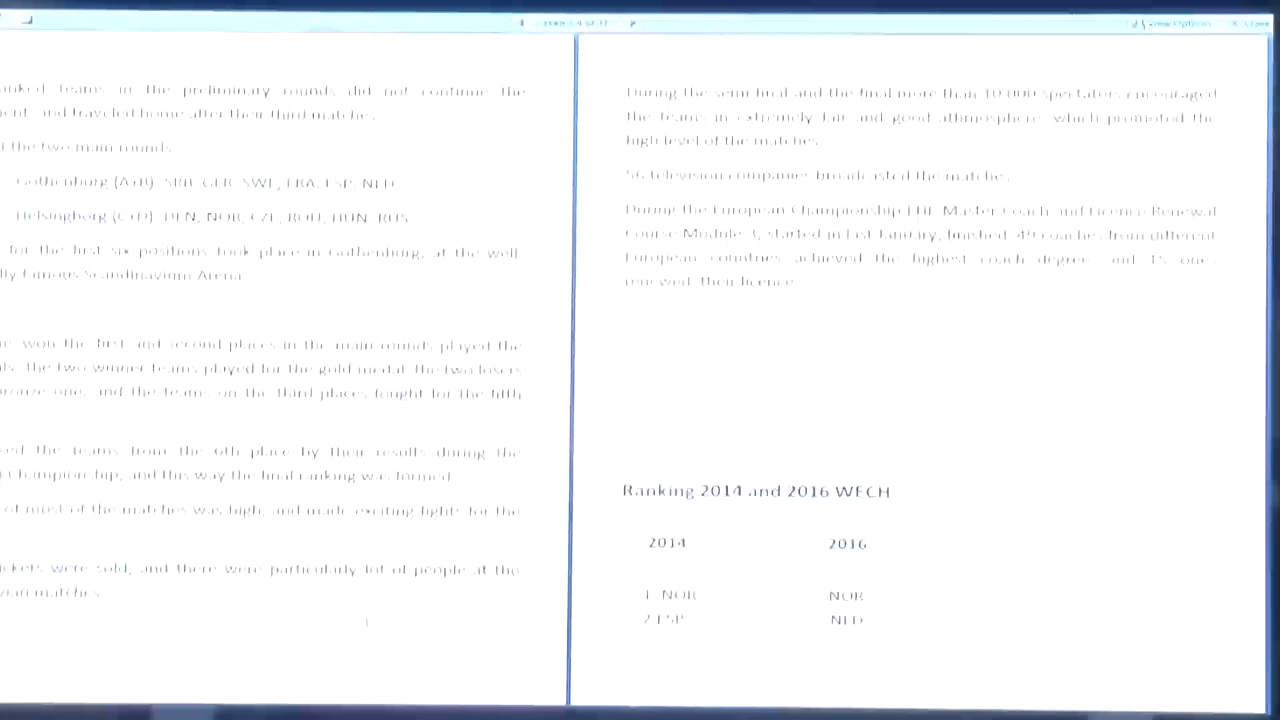 anked teams in the preliminary rounds did not continue the
ent and traveled home after their third matches.
the two main rounds
Gothenburg (A+B) SRB, GER, SWE, FRA, ESP, NED
Helsingborg (C+D) DEN, NOR, CZE, ROU, HUN, RUS
for the first six positions took place in Gothenburg, at the well
lly famous Scandinavium Arena
won the first and second places in the main rounds played the
ls. The two winner teams played for the gold medal, the two losers
bronze one, and the teams on the third places fought for the fifth
ked the teams from the 6th place by their results during the
Championship, and this way the final ranking was formed.
of most of the matches was high, and made exciting fights for the
ickets were sold, and there were particularly lot of people at the
vian matches.
During the semi final and the final more than 10 000 spectators encouraged
the teams in extremely fair and good athmosphere, which promoted the
high level of the matches.
56 television companies broadcasted the matches.
During the European Championship EHF Master Coach and Licence Renewal
Course Module 3, started in last January, finished. 49 coaches from different
European countries achieved the highest coach degree and 15 ones
renewed their licence.
Ranking 2014 and 2016 WECH
2014 2016
1 NOR NOR
2 ESP NED